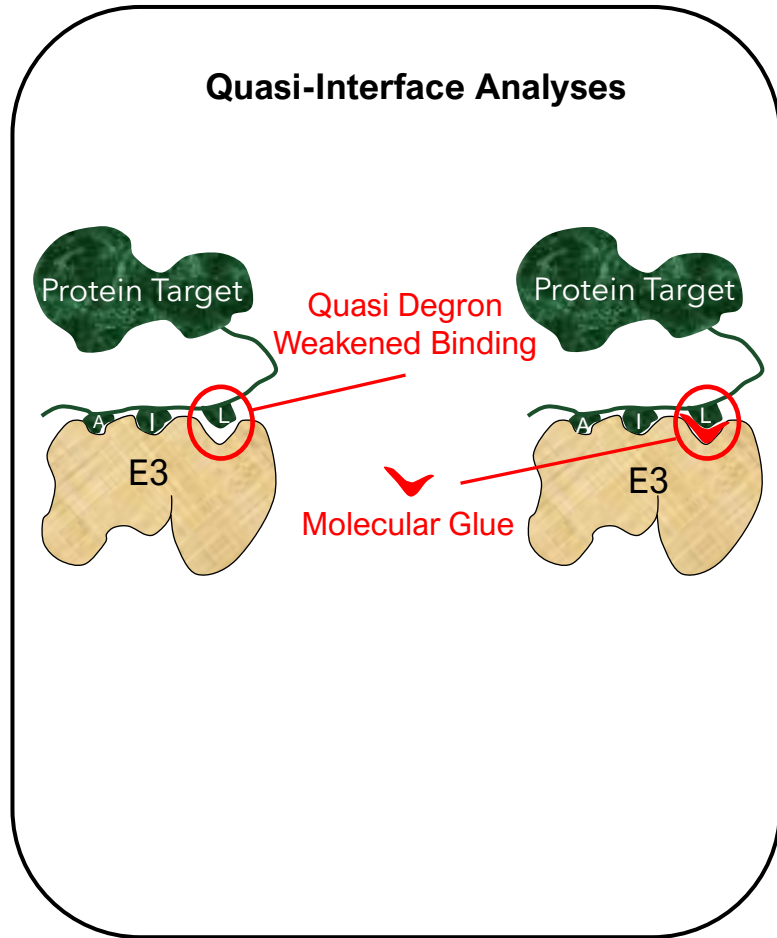 Quasi-Interface Analyses
Protein Target
Protein Target
Quasi Degron
Weakened Binding
A
I
L
A
I
L
E3
E3
Molecular Glue